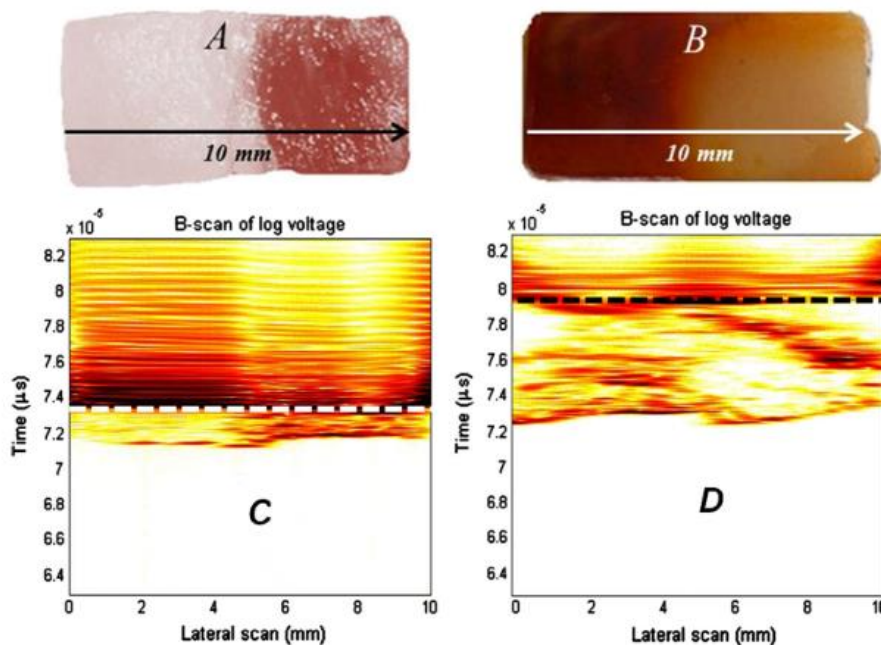 A
10 mm
B
10 mm
x 10⁻⁵
B-scan of log voltage
8.2
8
7.8
7.6
7.4
7.2
7
6.8
6.6
6.4
Time (μs)
C
0
2
4
6
8
10
Lateral scan (mm)
x 10⁻⁵
B-scan of log voltage
8.2
8
7.8
7.6
7.4
7.2
7
6.8
6.6
6.4
Time (μs)
D
0
2
4
6
8
10
Lateral scan (mm)